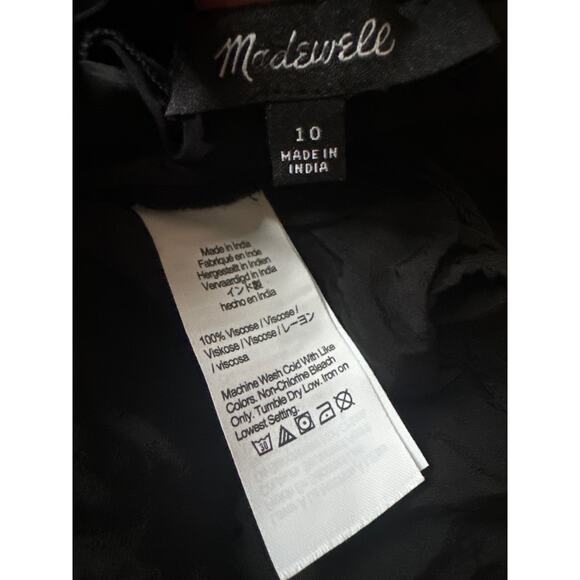 Madewell
10
MADE IN
INDIA
Made in India
Fabriqué en Inde
Hergestellt in Indien
Vervaardigd in India
インド製
hecho en India
100% Viscose / Viscose /
Viskose / Viscose / レーヨン
/ viscosa
Machine Wash Cold With Like
Colors. Non-Chlorine Bleach
Only. Tumble Dry Low. Iron on
Lowest Setting.
30